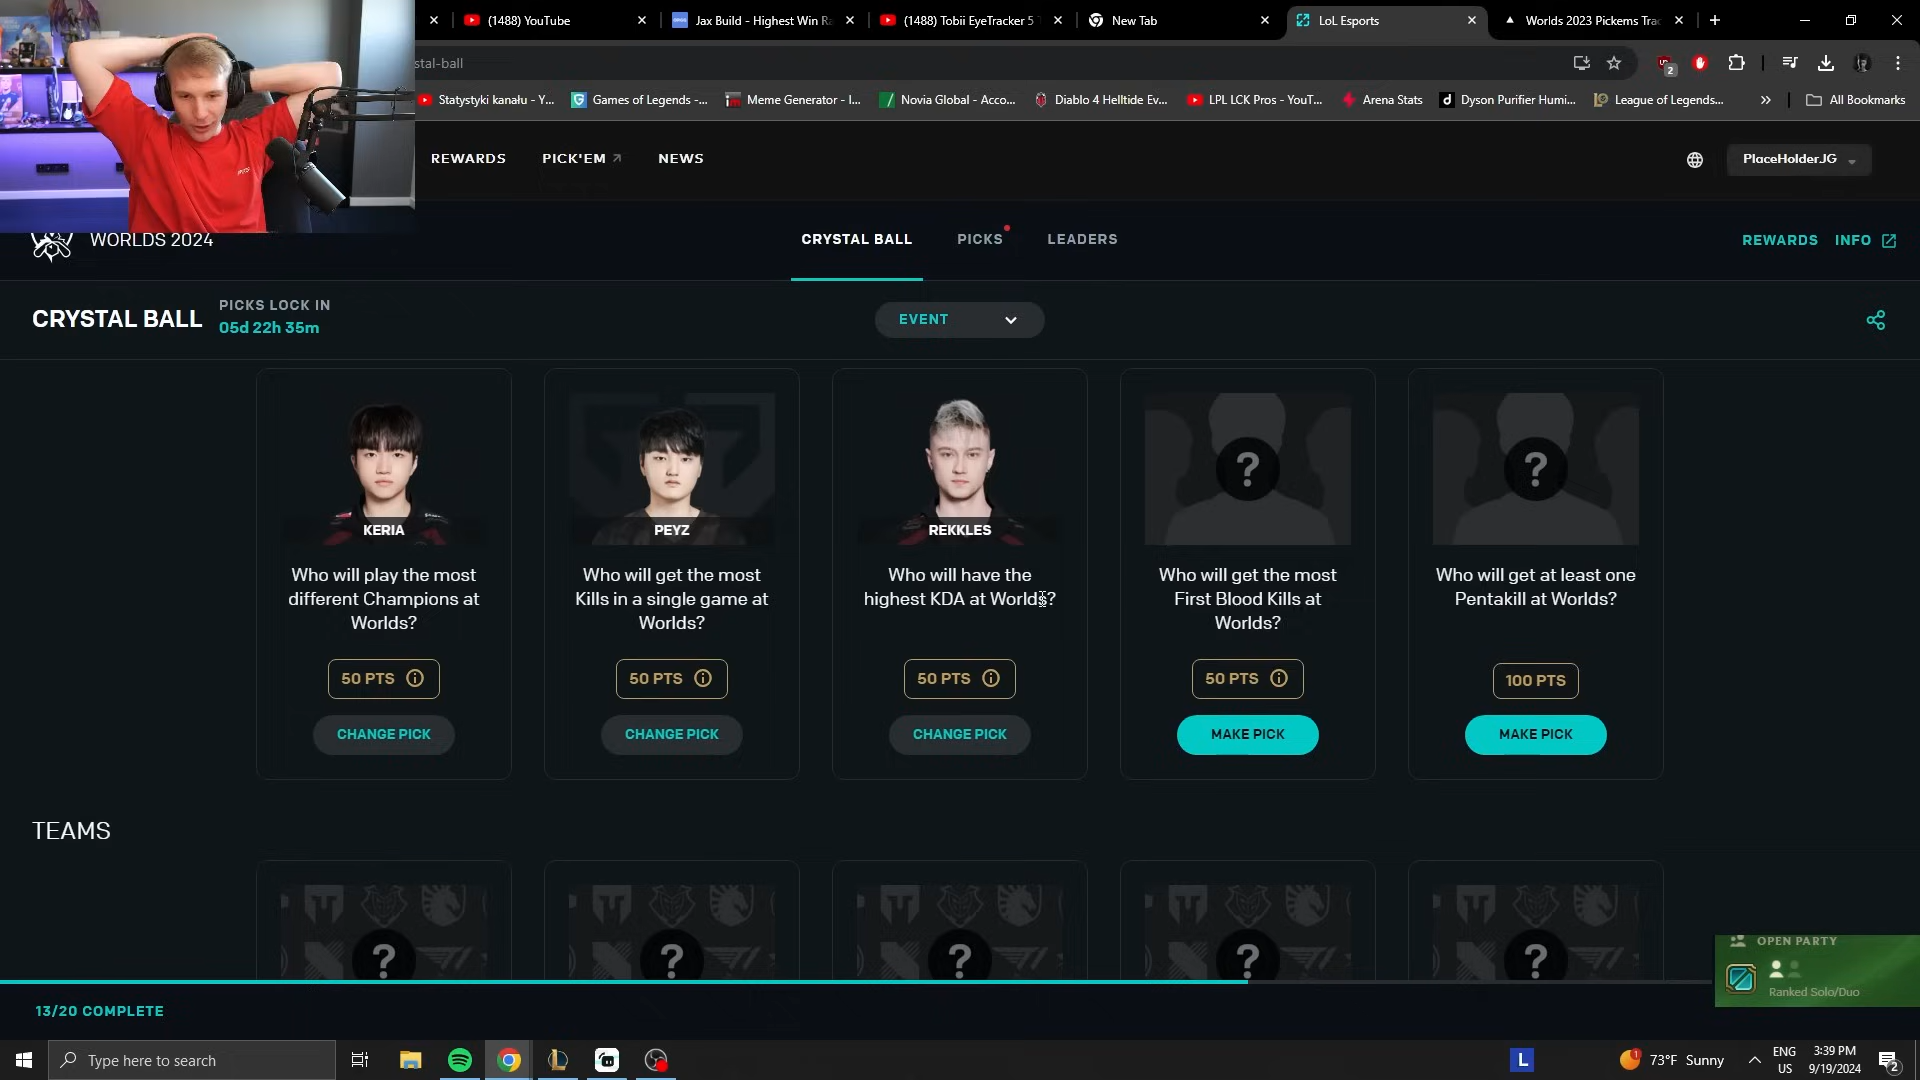 (1488) YouTube
Jax Build - Highest Win Ra
(1488) Tobii EyeTracker 5
New Tab
LoL Esports
Worlds 2023 Pickems Trac
stal-ball
2
Statystyki kanału - Y...
Games of Legends -...
Meme Generator - I...
Novia Global - Acco...
Diablo 4 Helltide Ev...
LPL LCK Pros - YouT...
Arena Stats
Dyson Purifier Humi...
League of Legends...
All Bookmarks
REWARDS
PICK'EM
NEWS
PlaceHolderJG
WORLDS 2024
CRYSTAL BALL
PICKS
LEADERS
REWARDS
INFO
CRYSTAL BALL
PICKS LOCK IN
05d 22h 35m
EVENT
KERIA
Who will play the most
different Champions at
Worlds?
50 PTS
CHANGE PICK
PEYZ
Who will get the most
Kills in a single game at
Worlds?
50 PTS
CHANGE PICK
REKKLES
Who will have the
highest KDA at Worlds?
50 PTS
CHANGE PICK
?
Who will get the most
First Blood Kills at
Worlds?
50 PTS
MAKE PICK
?
Who will get at least one
Pentakill at Worlds?
100 PTS
MAKE PICK
TEAMS
?
?
?
?
?
OPEN PARTY
Ranked Solo/Duo
13/20 COMPLETE
Type here to search
L
1
73°F Sunny
ENG
US
3:39 PM
9/19/2024
2